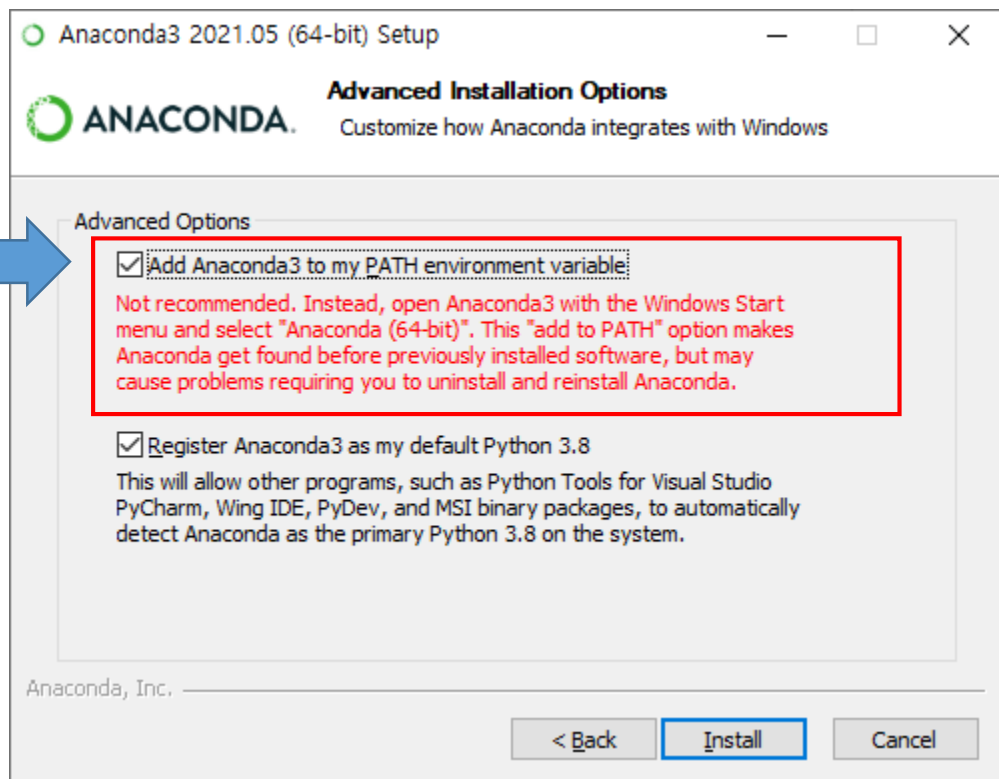 Anaconda3 2021.05 (64-bit) Setup
ANACONDA.
Advanced Installation Options
Customize how Anaconda integrates with Windows
Advanced Options
Add Anaconda3 to my PATH environment variable
Not recommended. Instead, open Anaconda3 with the Windows Start
menu and select "Anaconda (64-bit)". This "add to PATH" option makes
Anaconda get found before previously installed software, but may
cause problems requiring you to uninstall and reinstall Anaconda.
Register Anaconda3 as my default Python 3.8
This will allow other programs, such as Python Tools for Visual Studio
PyCharm, Wing IDE, PyDev, and MSI binary packages, to automatically
detect Anaconda as the primary Python 3.8 on the system.
Anaconda, Inc.
< Back Install Cancel